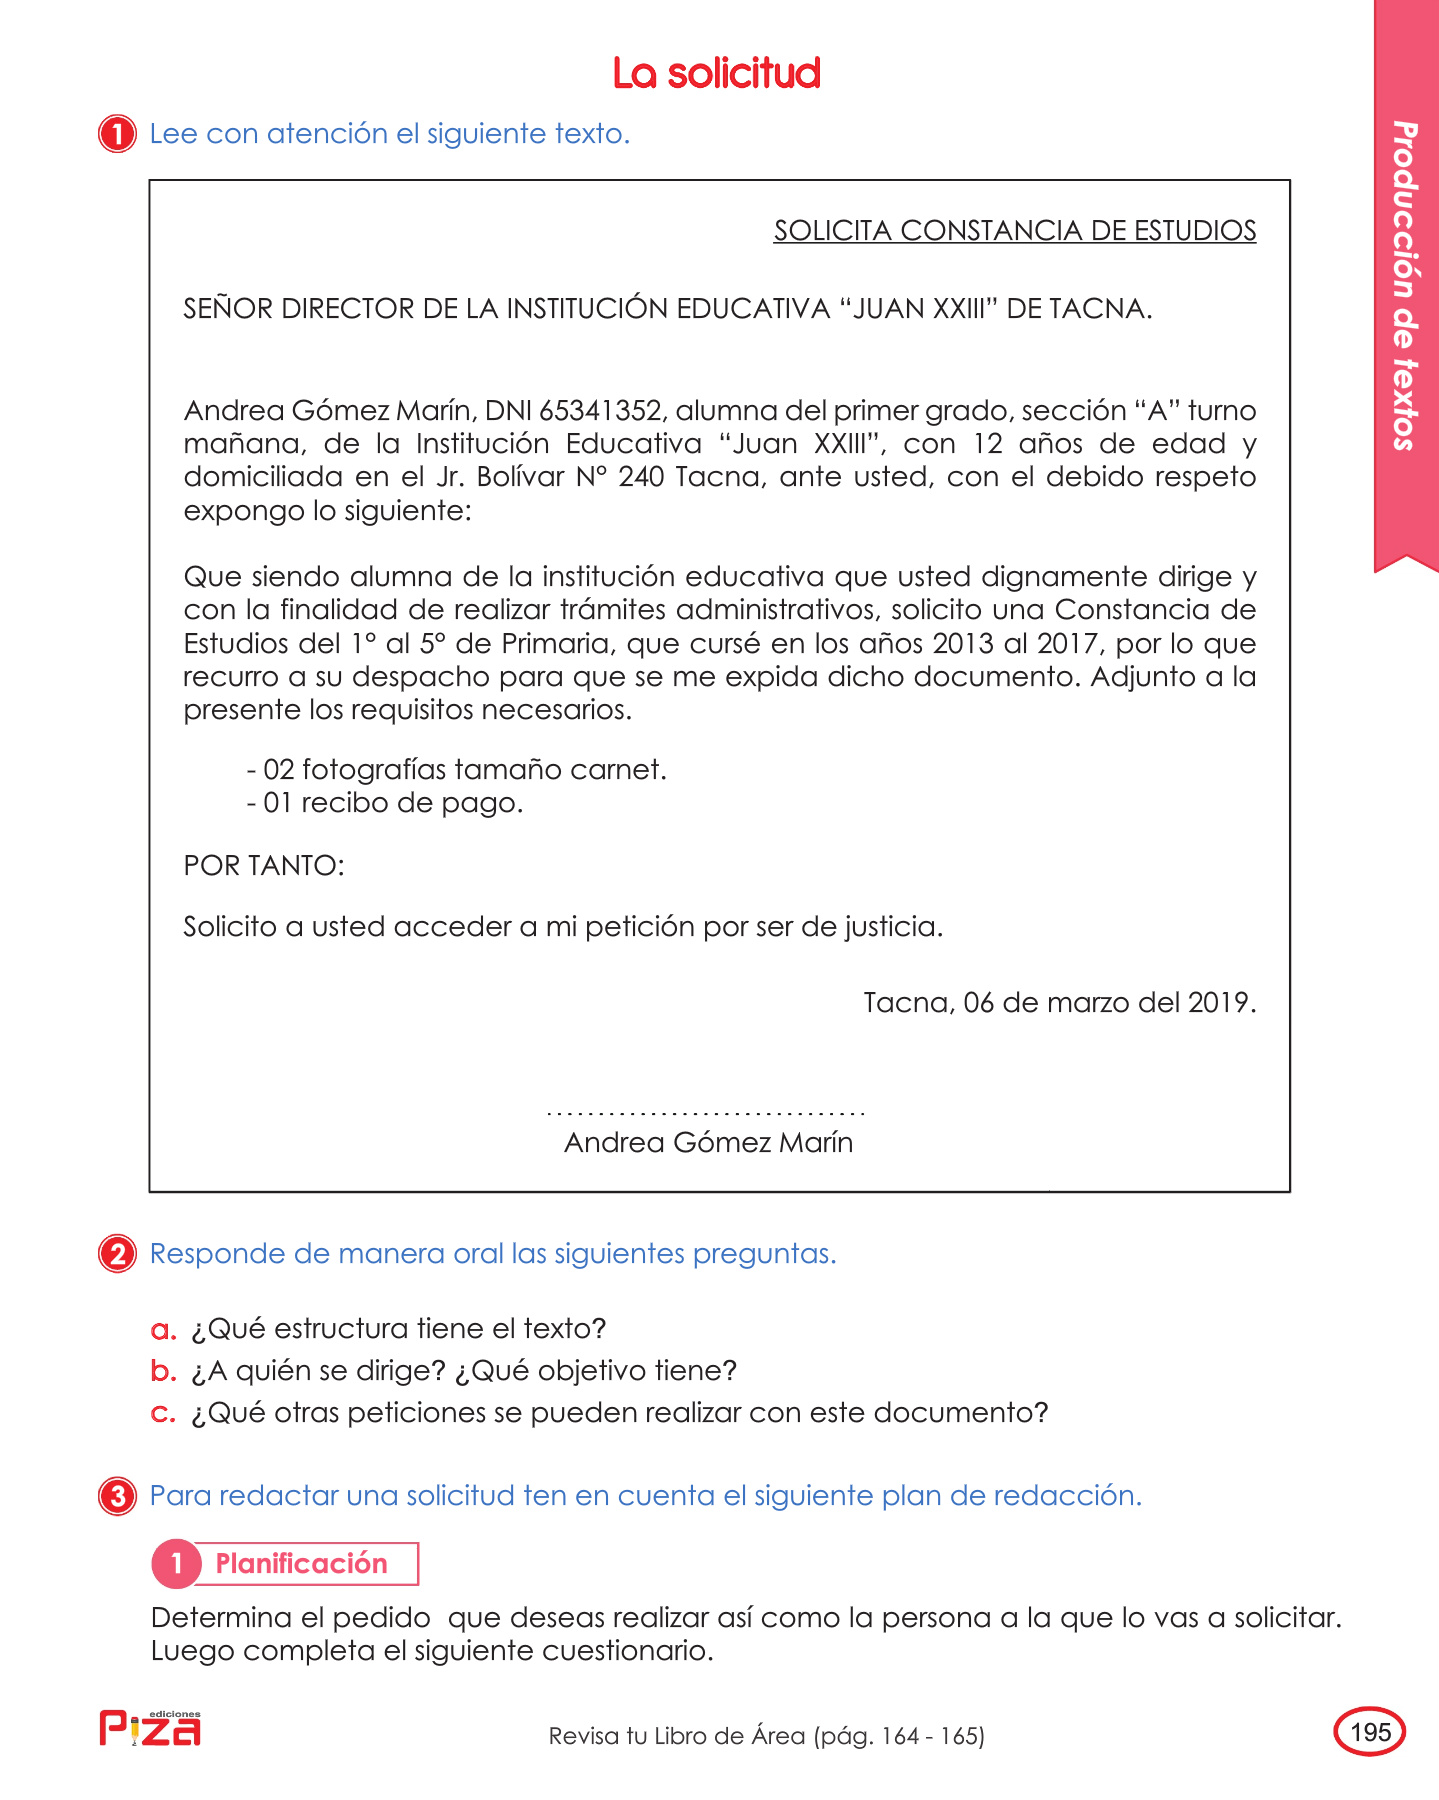 La solicitud
1 Lee con atención el siguiente texto.
SOLICITA CONSTANCIA DE ESTUDIOS
SEÑOR DIRECTOR DE LA INSTITUCIÓN EDUCATIVA “JUAN XXIII” DE TACNA.
Andrea Gómez Marín, DNI 65341352, alumna del primer grado, sección “A” turno
mañana, de la Institución Educativa “Juan XXIII”, con 12 años de edad y
domiciliada en el Jr. Bolívar N° 240 Tacna, ante usted, con el debido respeto
expongo lo siguiente:
Que siendo alumna de la institución educativa que usted dignamente dirige y
con la finalidad de realizar trámites administrativos, solicito una Constancia de
Estudios del 1° al 5° de Primaria, que cursé en los años 2013 al 2017, por lo que
recurro a su despacho para que se me expida dicho documento. Adjunto a la
presente los requisitos necesarios.
- 02 fotografías tamaño carnet.
- 01 recibo de pago.
POR TANTO:
Solicito a usted acceder a mi petición por ser de justicia.
Tacna, 06 de marzo del 2019.
...............................
Andrea Gómez Marín
2 Responde de manera oral las siguientes preguntas.
a. ¿Qué estructura tiene el texto?
b. ¿A quién se dirige? ¿Qué objetivo tiene?
c. ¿Qué otras peticiones se pueden realizar con este documento?
3 Para redactar una solicitud ten en cuenta el siguiente plan de redacción.
1 Planificación
Determina el pedido que deseas realizar así como la persona a la que lo vas a solicitar.
Luego completa el siguiente cuestionario.
ediciones
Piza
Revisa tu Libro de Área (pág. 164 - 165)
195
Producción de textos